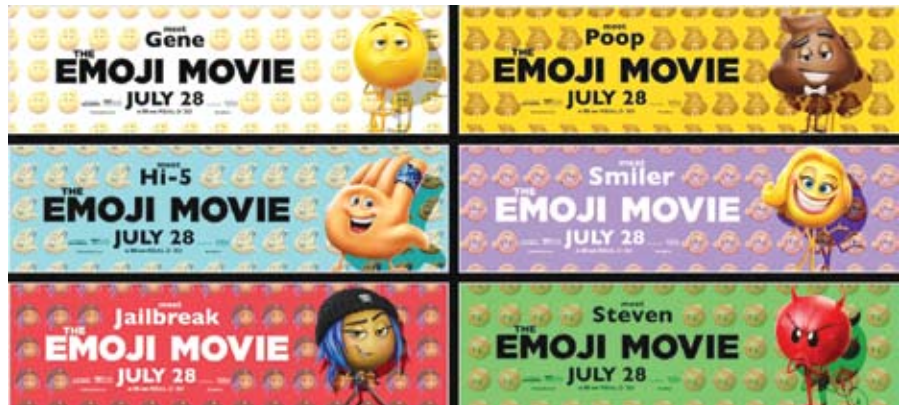 meet
Gene
THE
EMOJI MOVIE
JULY 28
meet
Poop
THE
EMOJI MOVIE
JULY 28
meet
Hi-5
THE
EMOJI MOVIE
JULY 28
meet
Smiler
THE
EMOJI MOVIE
JULY 28
meet
Jailbreak
THE
EMOJI MOVIE
JULY 28
meet
Steven
THE
EMOJI MOVIE
JULY 28